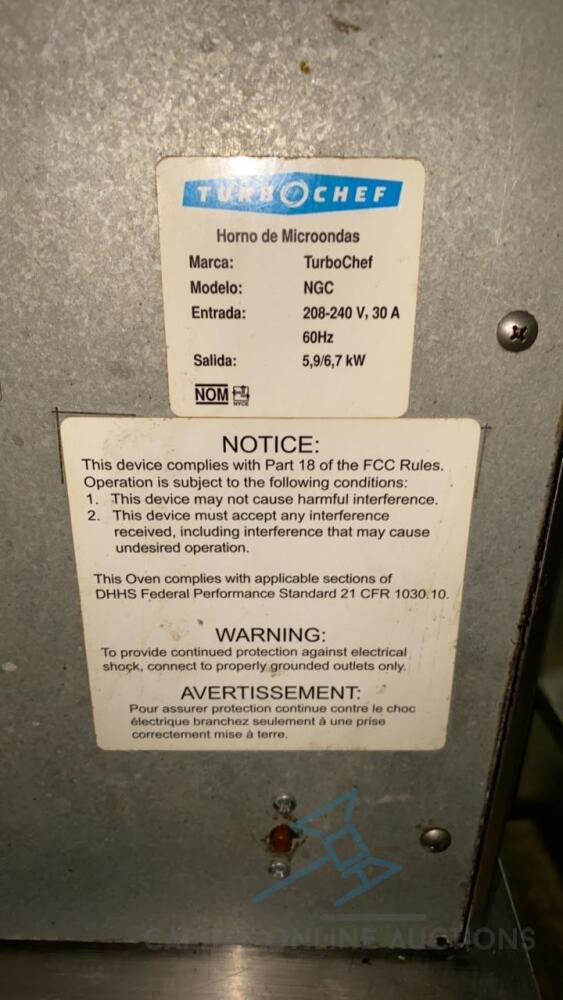 TURBOCHEF
Horno de Microondas
Marca: TurboChef
Modelo: NGC
Entrada: 208-240 V, 30 A
60Hz
Salida: 5,9/6,7 kW
NOM NYCE
NOTICE:
This device complies with Part 18 of the FCC Rules.
Operation is subject to the following conditions:
1. This device may not cause harmful interference.
2. This device must accept any interference
received, including interference that may cause
undesired operation.
This Oven complies with applicable sections of
DHHS Federal Performance Standard 21 CFR 1030.10.
WARNING:
To provide continued protection against electrical
shock, connect to properly grounded outlets only.
AVERTISSEMENT:
Pour assurer protection continue contre le choc
électrique branchez seulement à une prise
correctement mise à terre.
ONLINE AUCTIONS